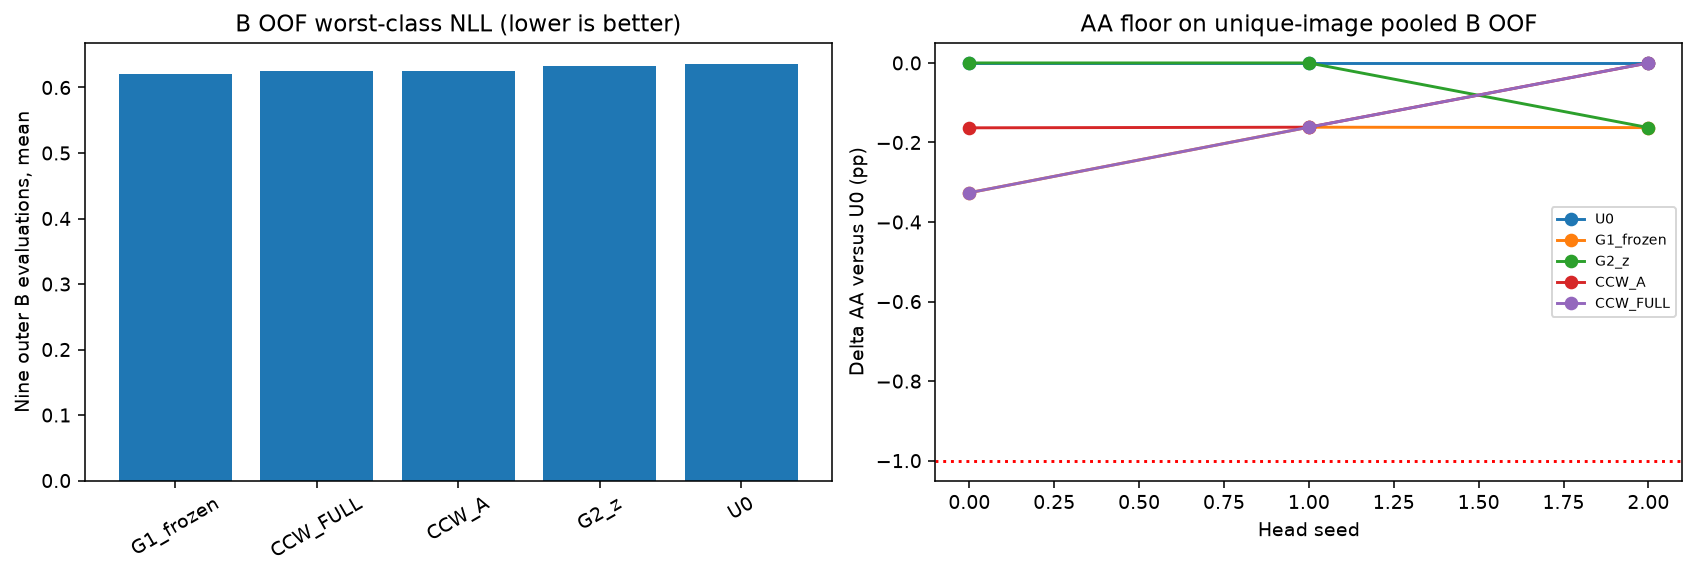 B OOF worst-class NLL (lower is better)
Nine outer B evaluations, mean
0.6
0.5
0.4
0.3
0.2
0.1
0.0
G1_frozen
CCW_FULL
CCW_A
G2_z
U0
AA floor on unique-image pooled B OOF
Delta AA versus U0 (pp)
0.0
−0.2
−0.4
−0.6
−0.8
−1.0
U0
G1_frozen
G2_z
CCW_A
CCW_FULL
0.00 0.25 0.50 0.75 1.00 1.25 1.50 1.75 2.00
Head seed